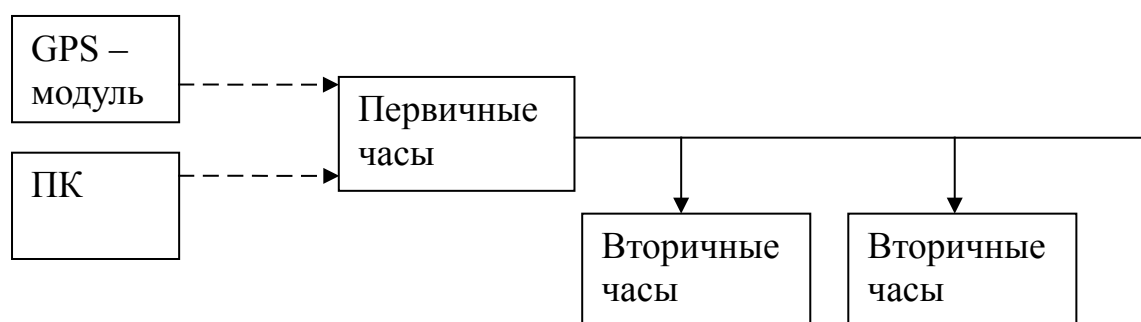 GPS –
модуль
ПК
Первичные
часы
Вторичные
часы
Вторичные
часы